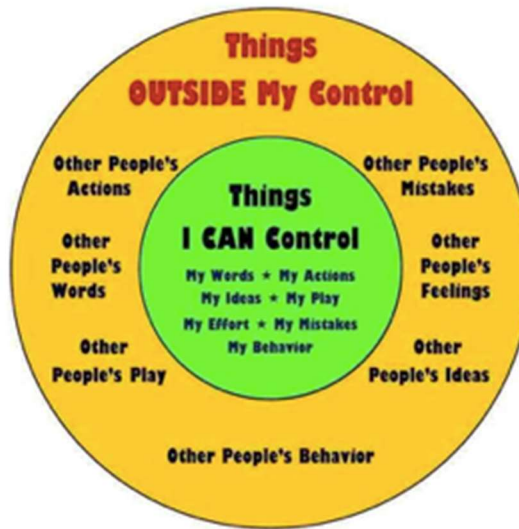 Things
OUTSIDE My Control
Other People's
Actions
Other People's
Mistakes
Things
I CAN Control
My Words ★ My Actions
My Ideas ★ My Play
My Effort ★ My Mistakes
My Behavior
Other
People's
Words
Other
People's
Feelings
Other
People's Play
Other
People's Ideas
Other People's Behavior